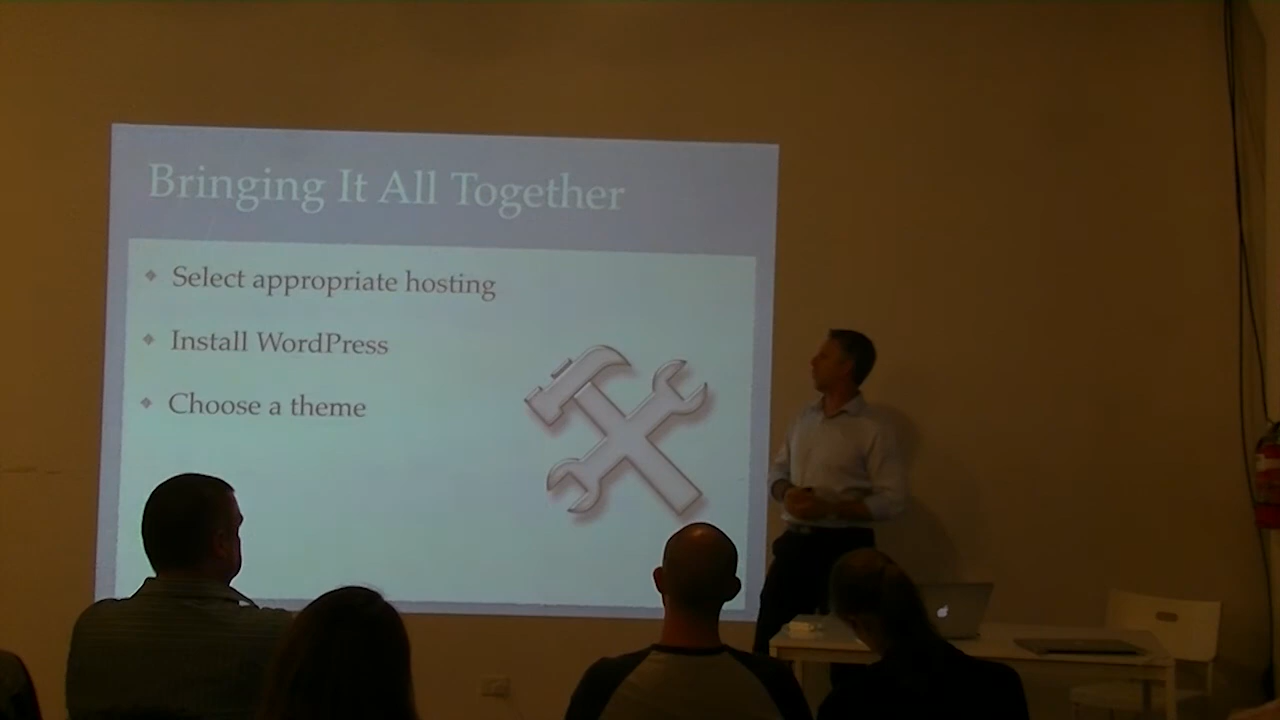 Bringing It All Together
Select appropriate hosting
Install WordPress
Choose a theme